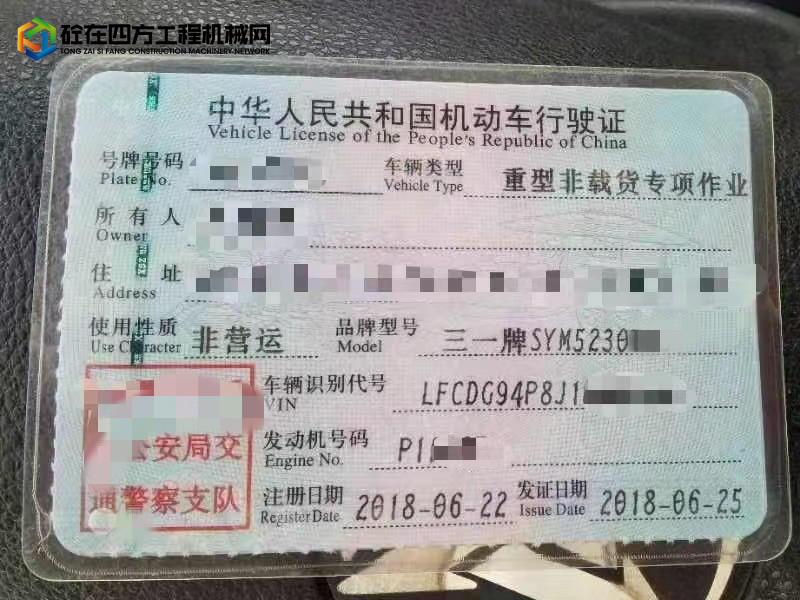 砼在四方工程机械网
TONG ZAI SI FANG CONSTRUCTION MACHINERY NETWORK
中华人民共和国机动车行驶证
Vehicle License of the People's Republic of China
号牌号码
Plate No.
车辆类型 重型非载货专项作业
Vehicle Type
所有人
Owner
住址
Address
使用性质 非营运
Use Character
品牌型号 三一牌SYM5230
Model
车辆识别代号 LFCDG94P8J1
VIN
公安局交
通警察支队
发动机号码 P1
Engine No.
注册日期 2018-06-22
Register Date
发证日期 2018-06-25
Issue Date